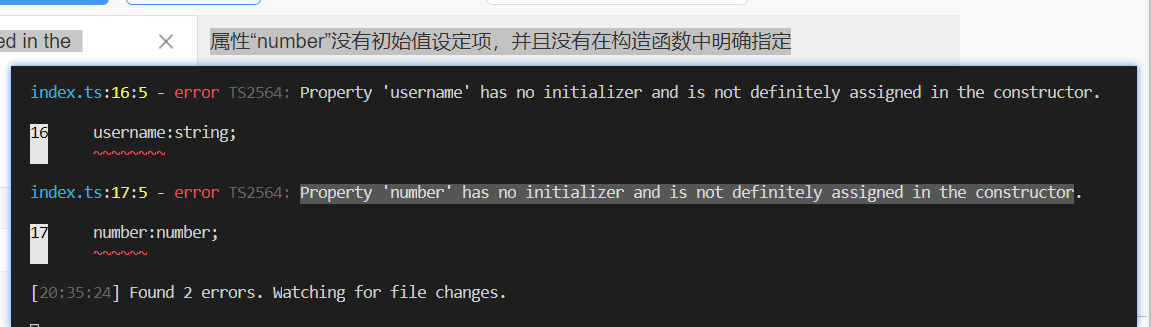 ed in the
属性“number”没有初始值设定项，并且没有在构造函数中明确指定
index.ts:16:5 - error TS2564: Property 'username' has no initializer and is not definitely assigned in the constructor.
16 username:string;
~~~~~~~~
index.ts:17:5 - error TS2564: Property 'number' has no initializer and is not definitely assigned in the constructor.
17 number:number;
~~~~~~
[20:35:24] Found 2 errors. Watching for file changes.